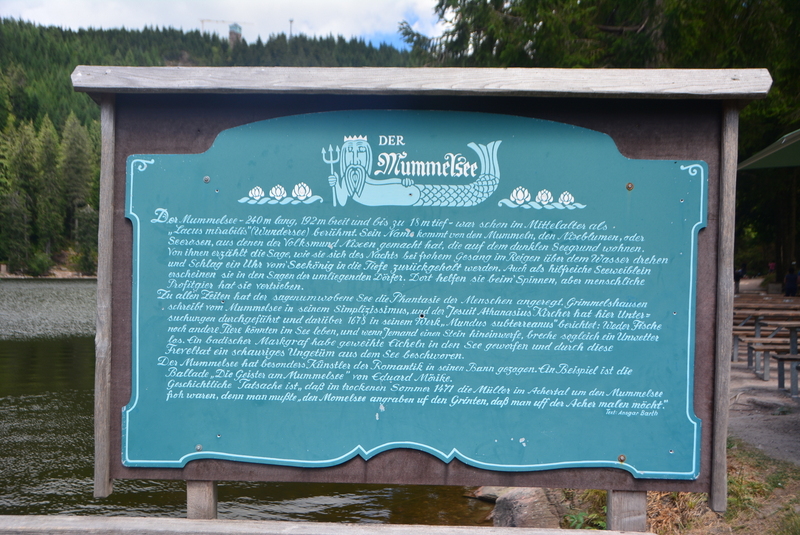 DER
Mummelsee
Der Mummelsee - 240 m lang, 192 m breit und bis zu 18 m tief - war schon im Mittelalter als
"Lacus mirabilis" (Wundersee) berühmt. Sein Name kommt von den Mummeln, den Nixeblumen, oder
Seerosen, aus denen der Volksmund Nixen gemacht hat, die auf dem dunklen Seegrund wohnen.
Von ihnen erzählt die Sage, wie sie sich des Nachts bei frohem Gesang im Reigen über dem Wasser drehen
und Schlag ein Uhr vom Seekönig in die Tiefe zurückgeholt werden. Auch als hilfreiche Seeweiblein
erscheinen sie in den Sagen der umliegenden Dörfer. Dort helfen sie beim Spinnen, aber menschliche
Profitgier hat sie vertrieben.
Zu allen Zeiten hat der sagenumwobene See die Phantasie der Menschen angeregt. Grimmelshausen
schreibt vom Mummelsee in seinem Simplizissimus, und der Jesuit Athanasius Kircher hat hier Unter=
suchungen durchgeführt und darüber 1678 in seinem Werk "Mundus subterreanus" berichtet: Weder Fische
noch andere Tiere könnten im See leben, und wenn jemand einen Stein hineinwerfe, breche sogleich ein Unwetter
los. Ein badischer Markgraf habe geweihte Eicheln in den See geworfen und durch diese
Freveltat ein schauriges Ungetüm aus dem See beschworen.
Der Mummelsee hat besonders Künstler der Romantik in seinen Bann gezogen. Ein Beispiel ist die
Ballade "Die Geister am Mummelsee" von Eduard Mörike.
Geschichtliche Tatsache ist, daß im trockenen Sommer 1471 die Müller im Achertal um den Mummelsee
froh waren, denn man mußte "den Momelsee angraben uf den Grinten, daß man uff der Acher malen möcht."
Text: Ansgar Barth